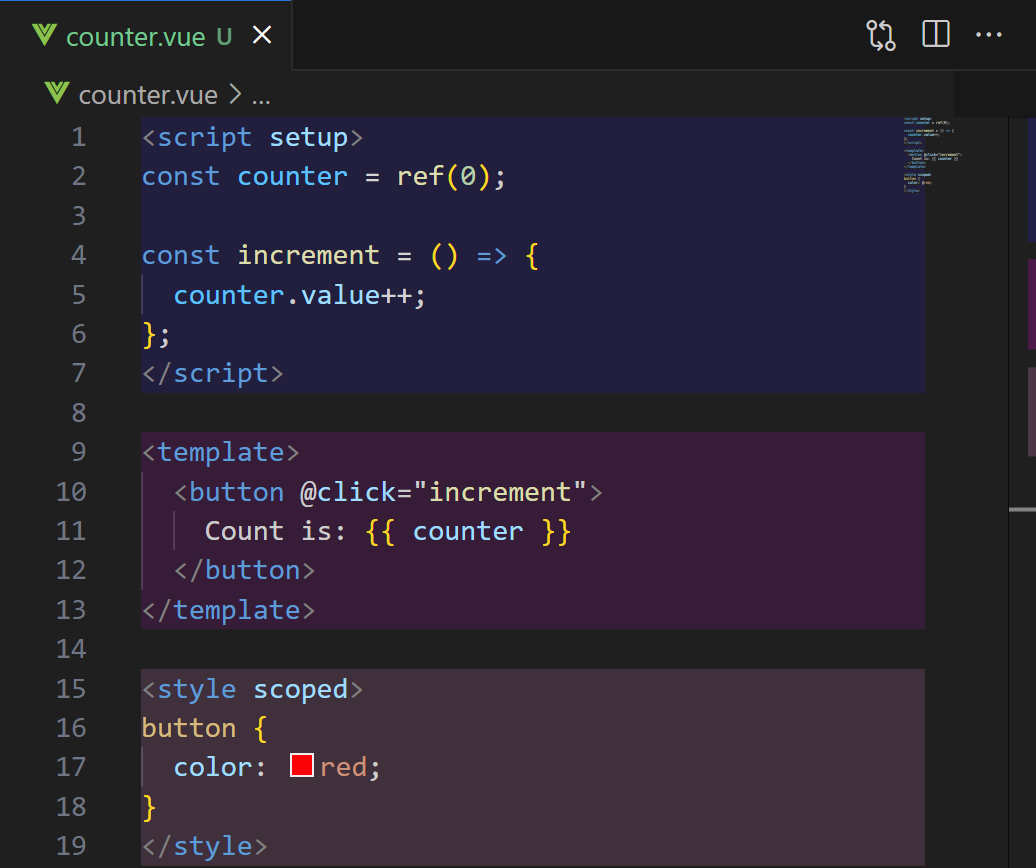 counter.vue U
counter.vue > ...
1 <script setup>
2 const counter = ref(0);
3
4 const increment = () => {
5   counter.value++;
6 };
7 </script>
8
9 <template>
10   <button @click="increment">
11     Count is: {{ counter }}
12   </button>
13 </template>
14
15 <style scoped>
16 button {
17   color: red;
18 }
19 </style>